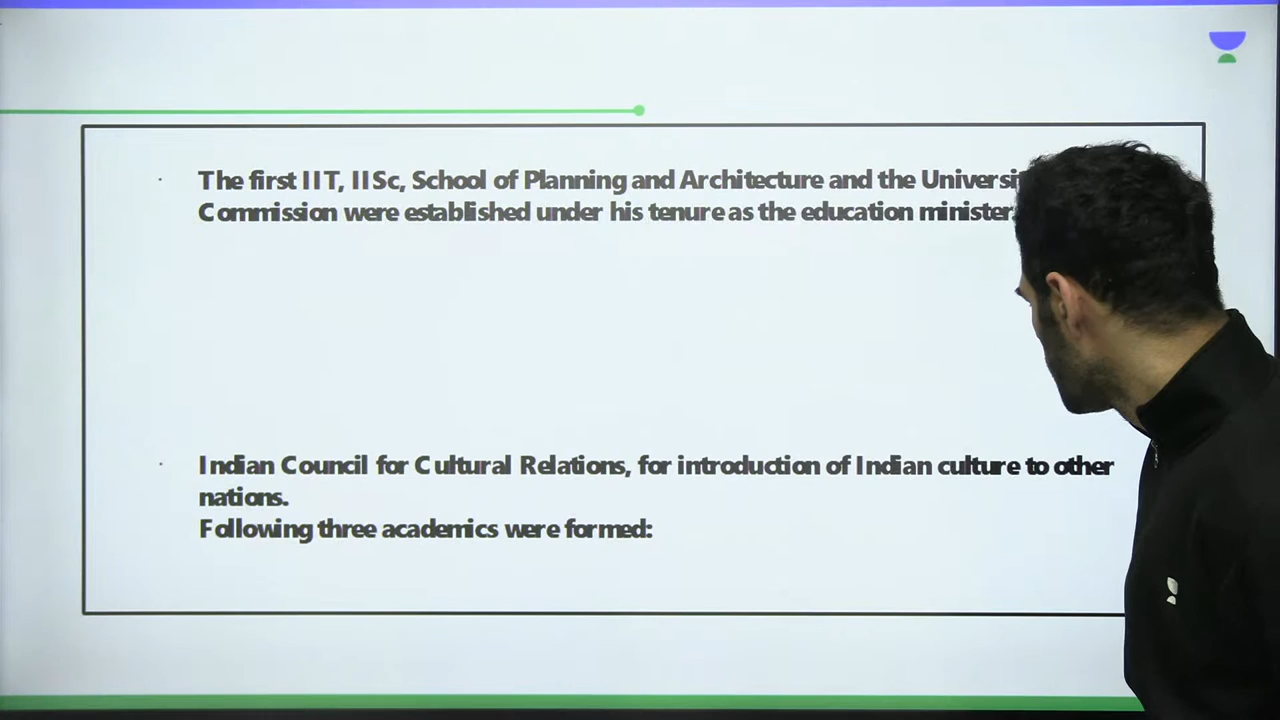 The first IIT, IISc, School of Planning and Architecture and the
Commission were established under his tenure as the education minister.
Indian Council for Cultural Relations, for introduction of Indian culture to other
nations.
Following three academics were formed: